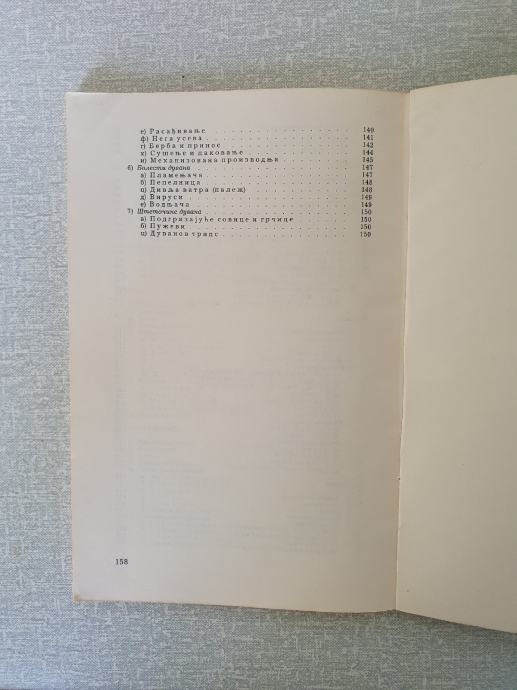 е) Расађивање . . . . . . . . . . 140
ф) Нега усева . . . . . . . . . . 141
г) Берба и принос . . . . . . . . . . 142
х) Сушење и паковање . . . . . . . . . . 144
и) Механизована производња . . . . . . . . . . 145
6) Болести дувана . . . . . . . . . . 147
а) Пламењача . . . . . . . . . . 147
б) Пепелница . . . . . . . . . . 148
ц) Дивља ватра (палеж) . . . . . . . . . . 148
д) Вируси . . . . . . . . . . 149
е) Водњача . . . . . . . . . . 149
7) Штеточине дувана . . . . . . . . . . 150
а) Подгризајуће совице и грчице . . . . . . . . . . 150
б) Пужеви . . . . . . . . . . 150
ц) Дуванов трипс . . . . . . . . . . 150
158